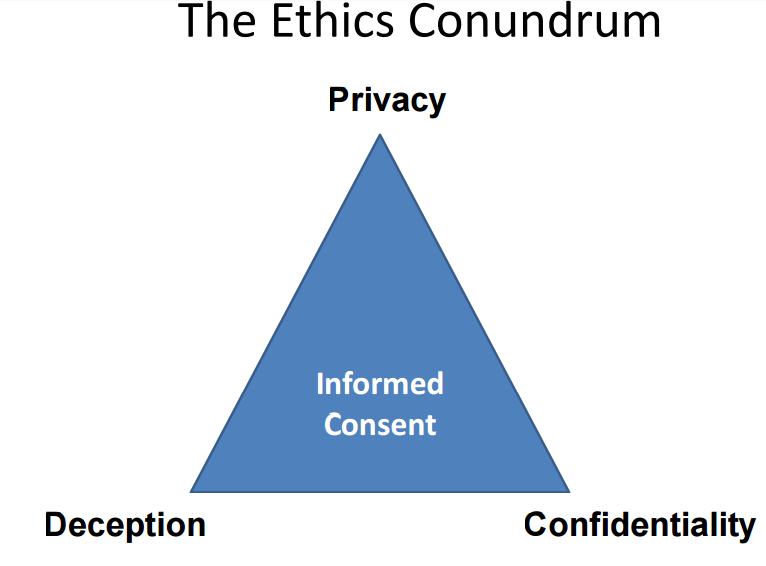 The Ethics Conundrum
Privacy
Informed
Consent
Deception
Confidentiality